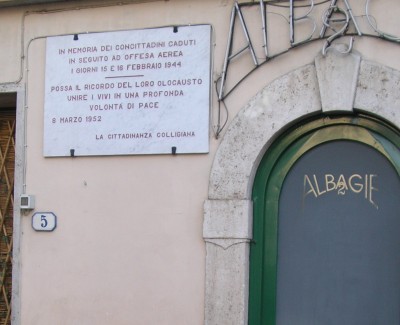 IN MEMORIA DEI CONCITTADINI CADUTI
IN SEGUITO AD OFFESA AEREA
I GIORNI 15 E 16 FEBBRAIO 1944
POSSA IL RICORDO DEL LORO OLOCAUSTO
UNIRE I VIVI IN UNA PROFONDA
VOLONTÀ DI PACE
8 MARZO 1952
LA CITTADINANZA COLLIGIANA
5
ALBAGIE
2